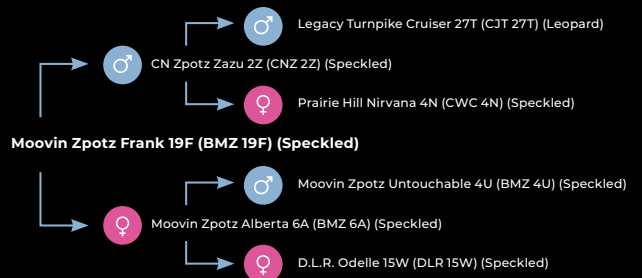 Legacy Turnpike Cruiser 27T (CJT 27T) (Leopard)
CN Zpotz Zazu 2Z (CNZ 2Z) (Speckled)
Prairie Hill Nirvana 4N (CWC 4N) (Speckled)
Moovin Zpotz Frank 19F (BMZ 19F) (Speckled)
Moovin Zpotz Untouchable 4U (BMZ 4U) (Speckled)
Moovin Zpotz Alberta 6A (BMZ 6A) (Speckled)
D.L.R. Odelle 15W (DLR 15W) (Speckled)